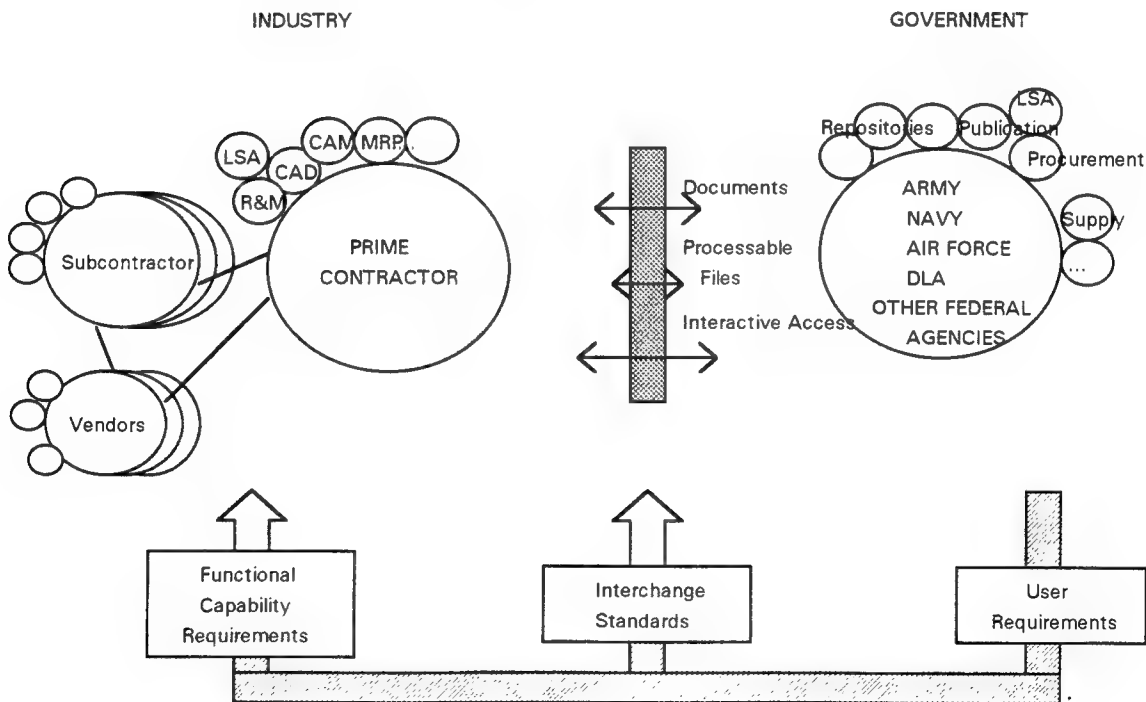 INDUSTRY
GOVERNMENT
LSA
CAD
CAM
MRP..
R&M
PRIME
CONTRACTOR
Subcontractor
Vendors
Documents
Processable
Files
Interactive Access
Repositories
Publication
LSA
Procurement
Supply
...
ARMY
NAVY
AIR FORCE
DLA
OTHER FEDERAL
AGENCIES
Functional
Capability
Requirements
Interchange
Standards
User
Requirements